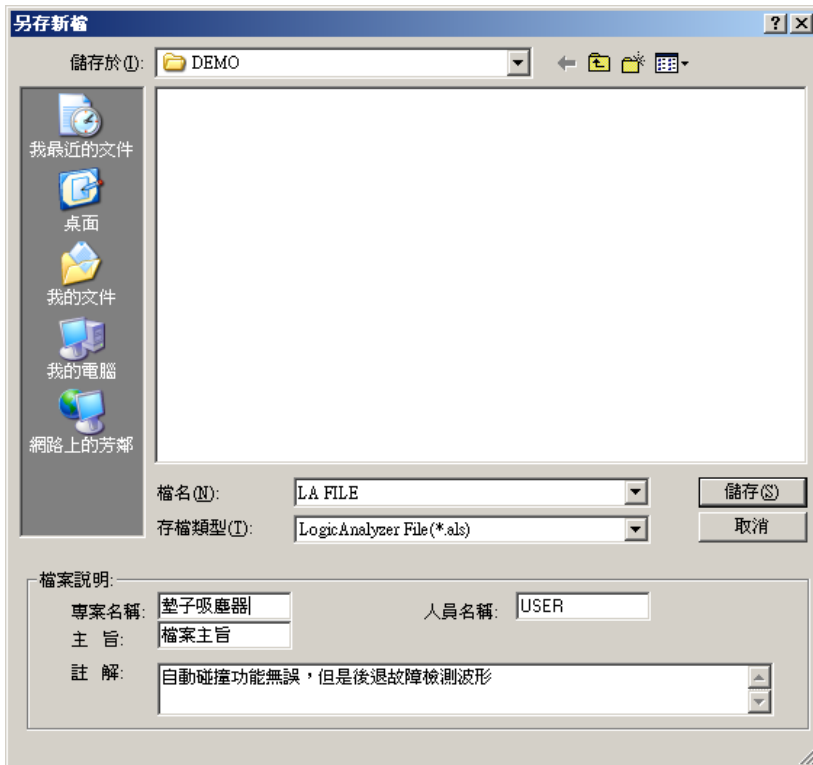 另存新檔
儲存於(I): DEMO
我最近的文件
桌面
我的文件
我的電腦
網路上的芳鄰
檔名(N): LA FILE 儲存(S)
存檔類型(T): LogicAnalyzer File(*.als) 取消
檔案說明:
專案名稱: 墊子吸塵器 人員名稱: USER
主 旨: 檔案主旨
註 解: 自動碰撞功能無誤，但是後退故障檢測波形